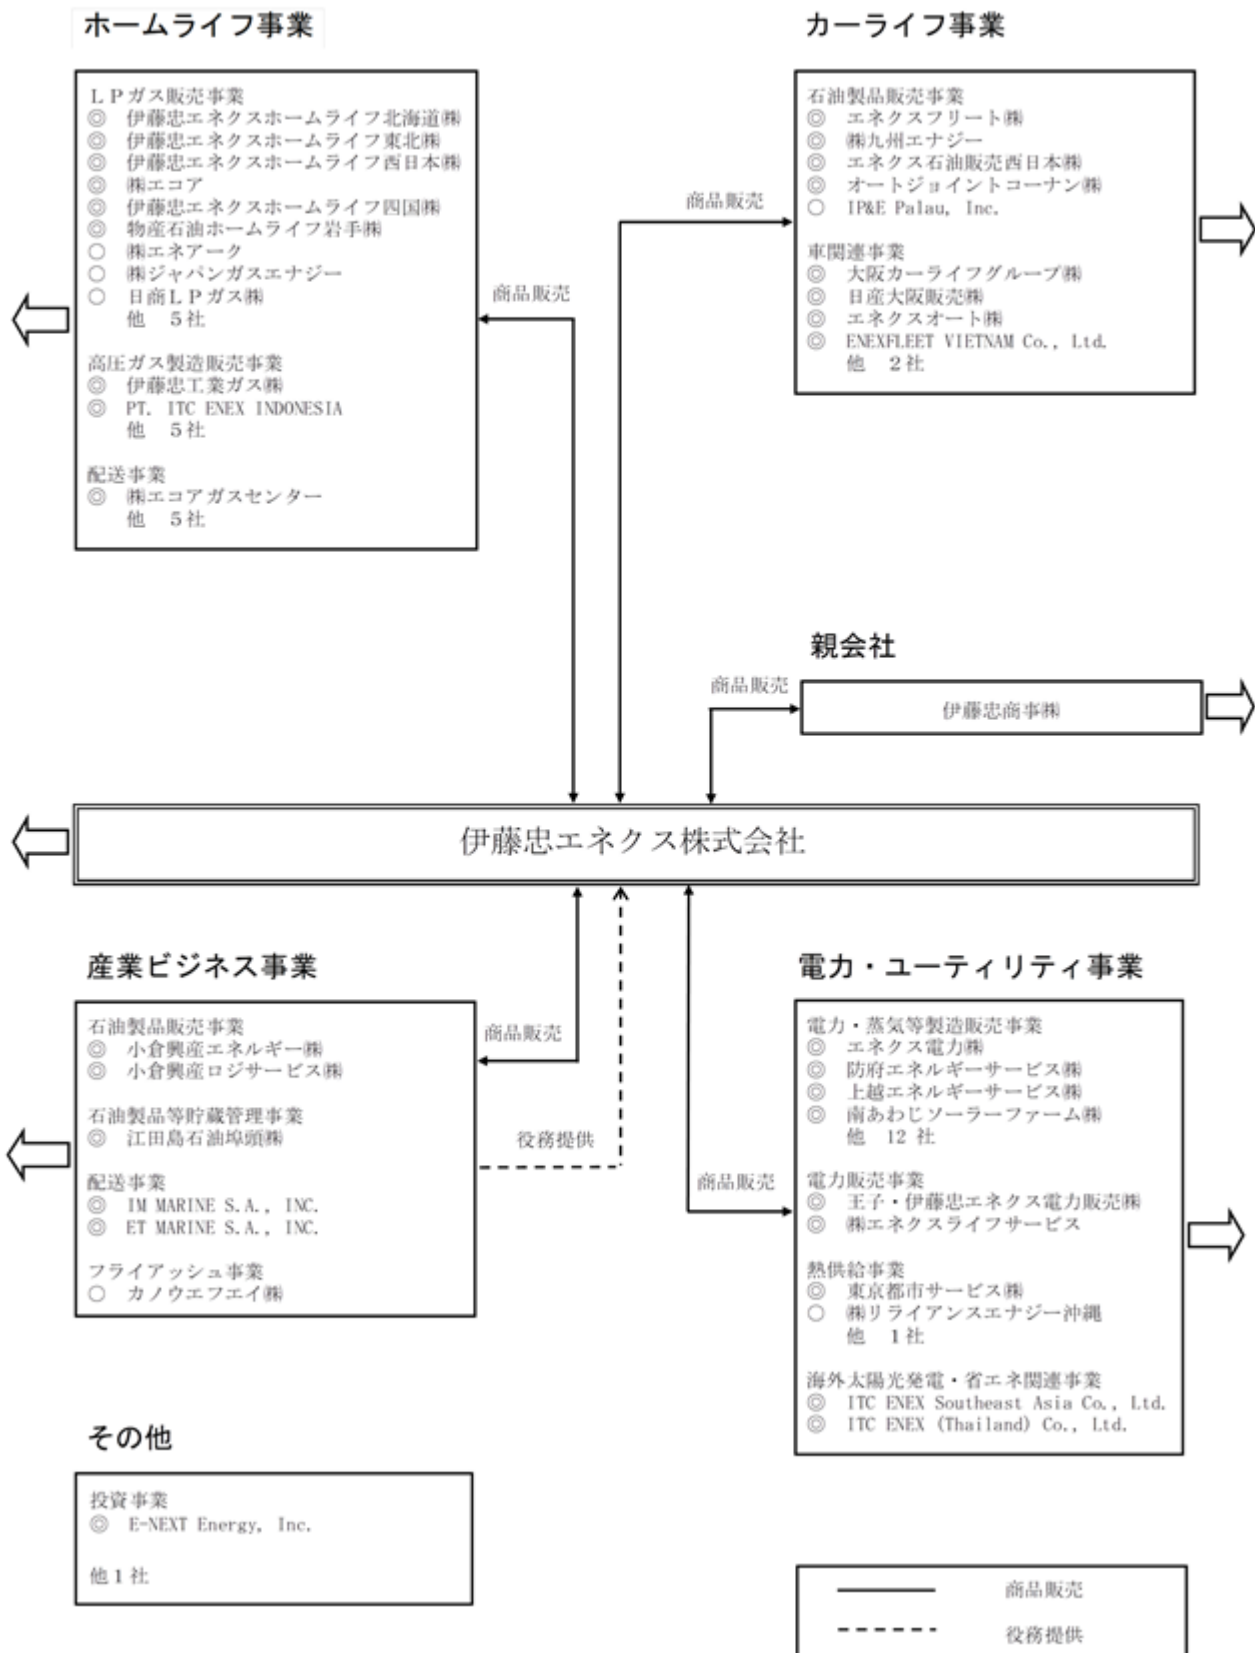 ホームライフ事業
ＬＰガス販売事業
◎ 伊藤忠エネクスホームライフ北海道㈱
◎ 伊藤忠エネクスホームライフ東北㈱
◎ 伊藤忠エネクスホームライフ西日本㈱
◎ ㈱エコア
◎ 伊藤忠エネクスホームライフ四国㈱
◎ 物産石油ホームライフ岩手㈱
○ ㈱エネアーク
○ ㈱ジャパンガスエナジー
○ 日商ＬＰガス㈱
他 ５社
高圧ガス製造販売事業
◎ 伊藤忠工業ガス㈱
◎ PT. ITC ENEX INDONESIA
他 ５社
配送事業
◎ ㈱エコアガスセンター
他 ５社
商品販売
カーライフ事業
石油製品販売事業
◎ エネクスフリート㈱
◎ ㈱九州エナジー
◎ エネクス石油販売西日本㈱
◎ オートジョイントコーナン㈱
○ IP&E Palau, Inc.
車関連事業
◎ 大阪カーライフグループ㈱
◎ 日産大阪販売㈱
◎ エネクスオート㈱
◎ ENEXFLEET VIETNAM Co., Ltd.
他 ２社
商品販売
親会社
商品販売
伊藤忠商事㈱
伊藤忠エネクス株式会社
産業ビジネス事業
石油製品販売事業
◎ 小倉興産エネルギー㈱
◎ 小倉興産ロジサービス㈱
石油製品等貯蔵管理事業
◎ 江田島石油埠頭㈱
配送事業
◎ IM MARINE S.A., INC.
◎ ET MARINE S.A., INC.
フライアッシュ事業
○ カノウエフエイ㈱
商品販売
役務提供
電力・ユーティリティ事業
電力・蒸気等製造販売事業
◎ エネクス電力㈱
◎ 防府エネルギーサービス㈱
◎ 上越エネルギーサービス㈱
◎ 南あわじソーラーファーム㈱
他 12 社
電力販売事業
◎ 王子・伊藤忠エネクス電力販売㈱
◎ ㈱エネクスライフサービス
熱供給事業
◎ 東京都市サービス㈱
○ ㈱リライアンスエナジー沖縄
他 １社
海外太陽光発電・省エネ関連事業
◎ ITC ENEX Southeast Asia Co., Ltd.
◎ ITC ENEX (Thailand) Co., Ltd.
商品販売
その他
投資事業
◎ E-NEXT Energy, Inc.
他１社
商品販売
役務提供